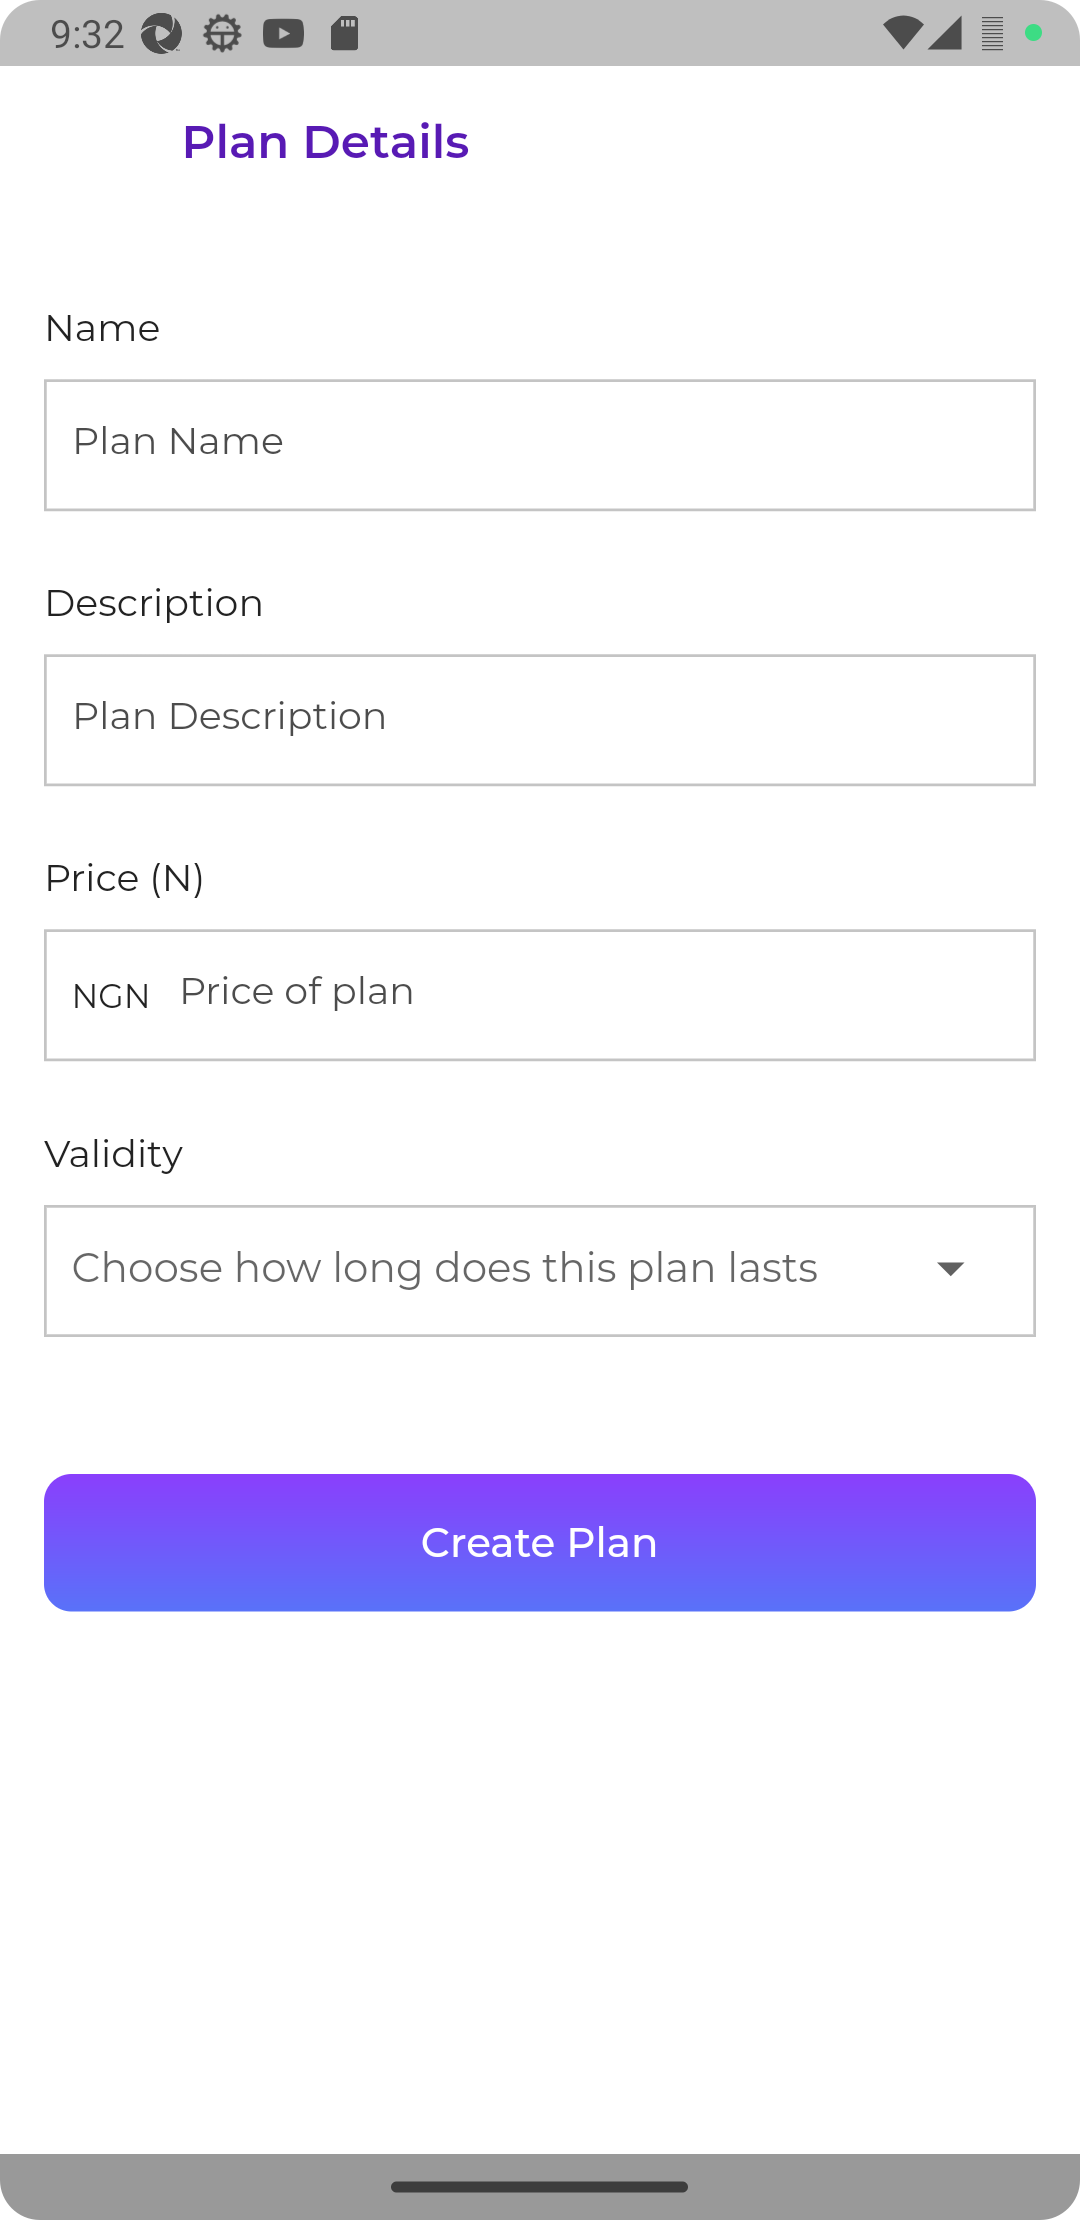 9:32
Plan Details
Name
Plan Name
Description
Plan Description
Price (N)
NGN Price of plan
Validity
Choose how long does this plan lasts
Create Plan